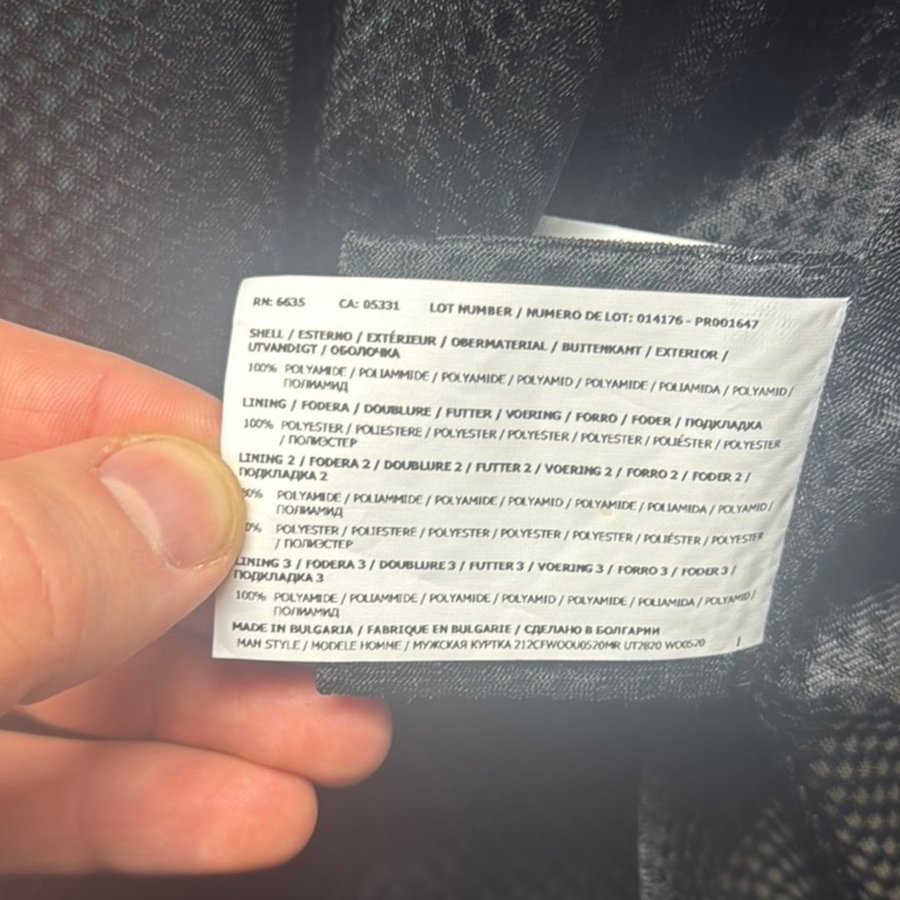 RN: 6635 CA: 05331 LOT NUMBER / NUMERO DE LOT: 014176 - PR001647
SHELL / ESTERNO / EXTÉRIEUR / OBERMATERIAL / BUITENKANT / EXTERIOR /
UTVANDIGT / ОБОЛОЧКА
100% POLYAMIDE / POLIAMMIDE / POLYAMIDE / POLYAMID / POLYAMIDE / POLIAMIDA / POLYAMID /
ПОЛИАМИД
LINING / FODERA / DOUBLURE / FUTTER / VOERING / FORRO / FODER / ПОДКЛАДКА
100% POLYESTER / POLIESTERE / POLYESTER / POLYESTER / POLYESTER / POLIÉSTER / POLYESTER
/ ПОЛИЭСТЕР
LINING 2 / FODERA 2 / DOUBLURE 2 / FUTTER 2 / VOERING 2 / FORRO 2 / FODER 2 /
ПОДКЛАДКА 2
POLYAMIDE / POLIAMMIDE / POLYAMIDE / POLYAMID / POLYAMIDE / POLIAMIDA / POLYAMID /
ПОЛИАМИД
POLYESTER / POLIESTERE / POLYESTER / POLYESTER / POLYESTER / POLIÉSTER / POLYESTER
/ ПОЛИЭСТЕР
LINING 3 / FODERA 3 / DOUBLURE 3 / FUTTER 3 / VOERING 3 / FORRO 3 / FODER 3 /
ПОДКЛАДКА 3
100% POLYAMIDE / POLIAMMIDE / POLYAMIDE / POLYAMID / POLYAMIDE / POLIAMIDA / POLYAMID /
ПОЛИАМИД
MADE IN BULGARIA / FABRIQUE EN BULGARIE / СДЕЛАНО В БОЛГАРИИ
MAN STYLE / MODELE HOMME / МУЖСКАЯ КУРТКА 212CFWOOU0520MR UT2820 WO0520